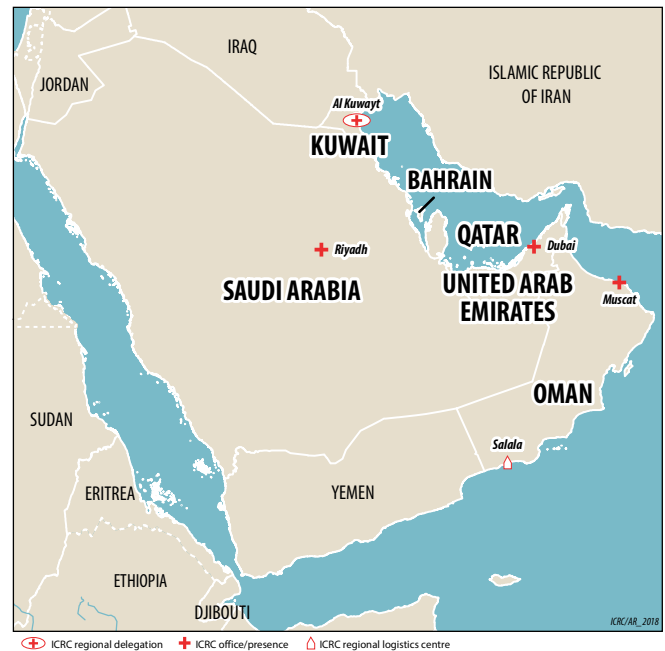 IRAQ
ISLAMIC REPUBLIC
OF IRAN
JORDAN
Al Kuwayt
KUWAIT
BAHRAIN
QATAR
Dubai
Riyadh
SAUDI ARABIA
UNITED ARAB
EMIRATES
Muscat
OMAN
SUDAN
Salala
ERITREA
YEMEN
ETHIOPIA
DJIBOUTI
ICRC/AR_2018
ICRC regional delegation ICRC office/presence ICRC regional logistics centre